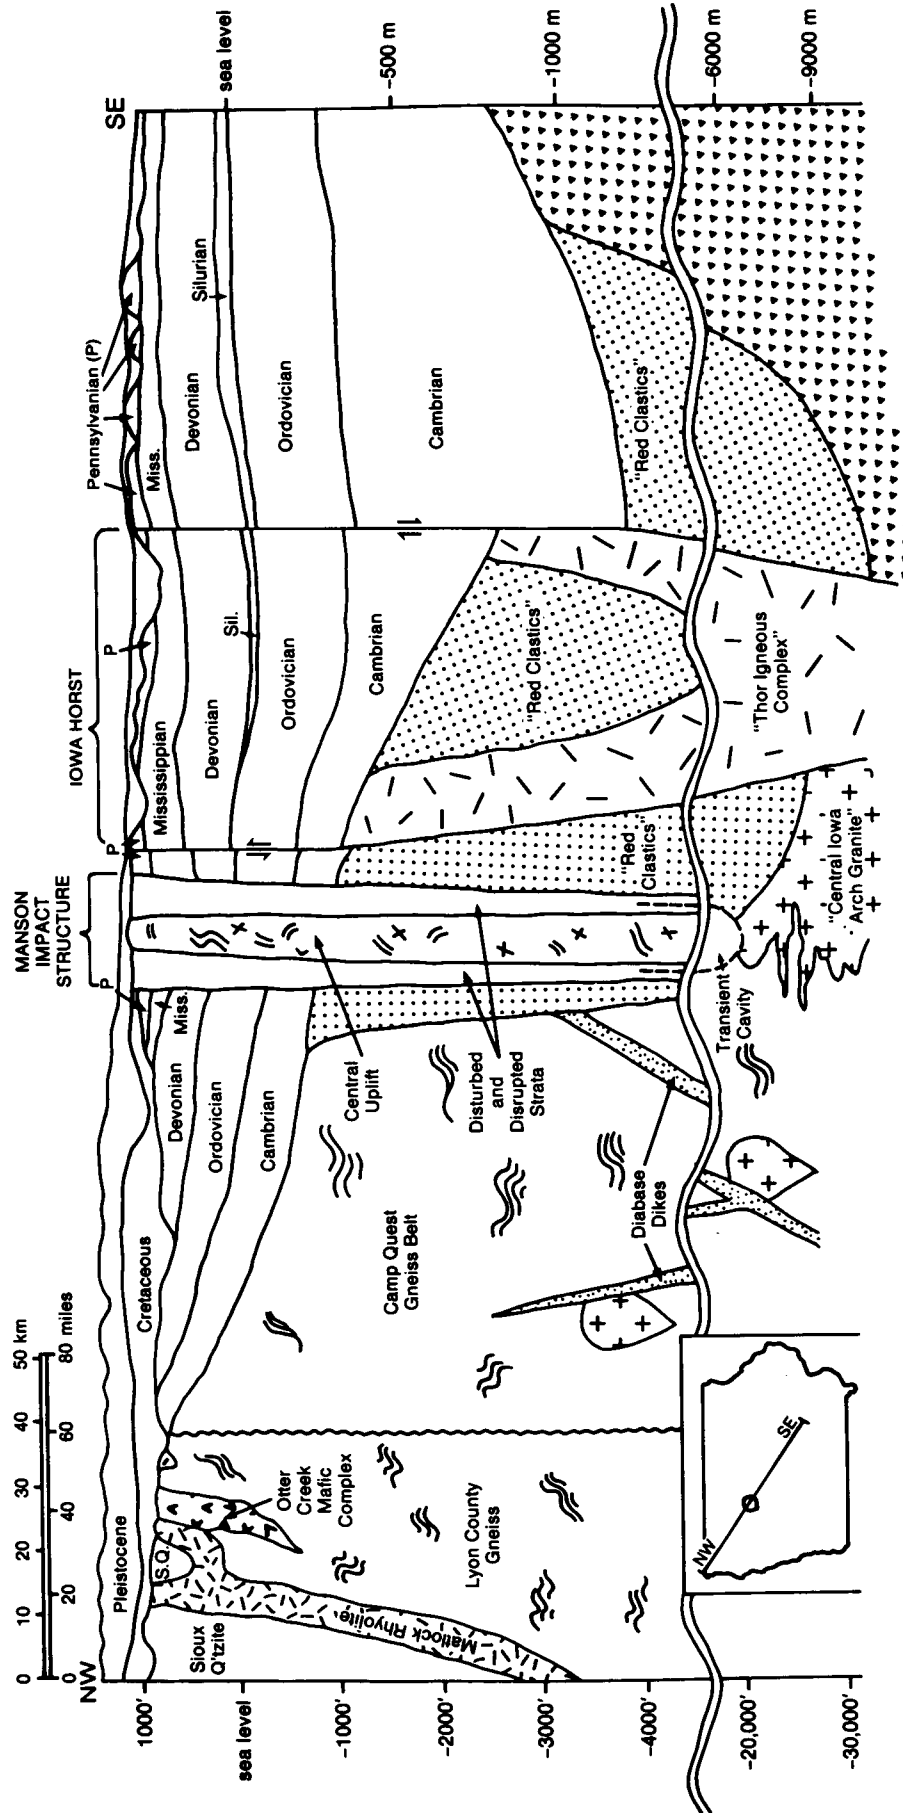 0 10 20 30 40 50 km
0 20 40 60 80 miles
NW
SE
MANSON
IMPACT
STRUCTURE
IOWA HORST
Pennsylvanian (P)
P
P
P
Pleistocene
Cretaceous
Sioux
Q'tzite
S.Q.
Matlock Rhyolite
Otter
Creek
Mafic
Complex
Lyon County
Gneiss
Camp Quest
Gneiss Belt
Miss.
Devonian
Ordovician
Cambrian
Central
Uplift
Disturbed
and
Disrupted
Strata
Diabase
Dikes
Transient
Cavity
"Red
Clastics"
"Central Iowa
Arch Granite"
Mississippian
Devonian
Sil.
Ordovician
Cambrian
"Red Clastics"
"Thor Igneous
Complex"
Miss.
Devonian
Silurian
Ordovician
Cambrian
"Red Clastics"
1000'
sea level
-1000'
-2000'
-3000'
-4000'
-20,000'
-30,000'
sea level
-500 m
-1000 m
-6000 m
-9000 m
NW
SE